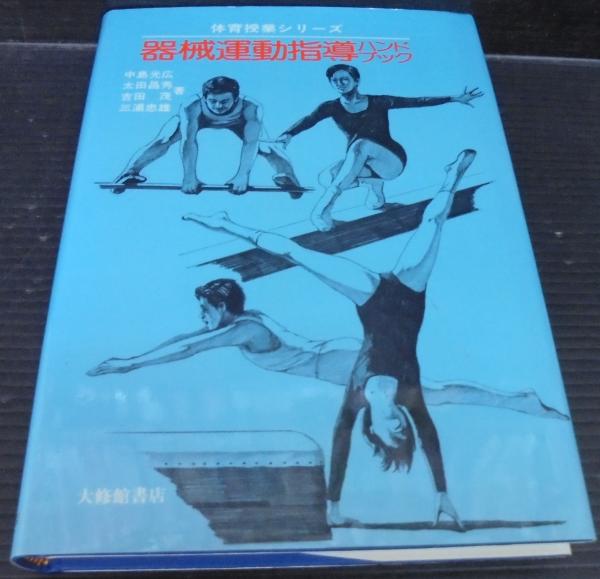 体育授業シリーズ
器械運動指導ハンドブック
中島光広
太田昌秀
吉田 茂 著
三浦忠雄
大修館書店